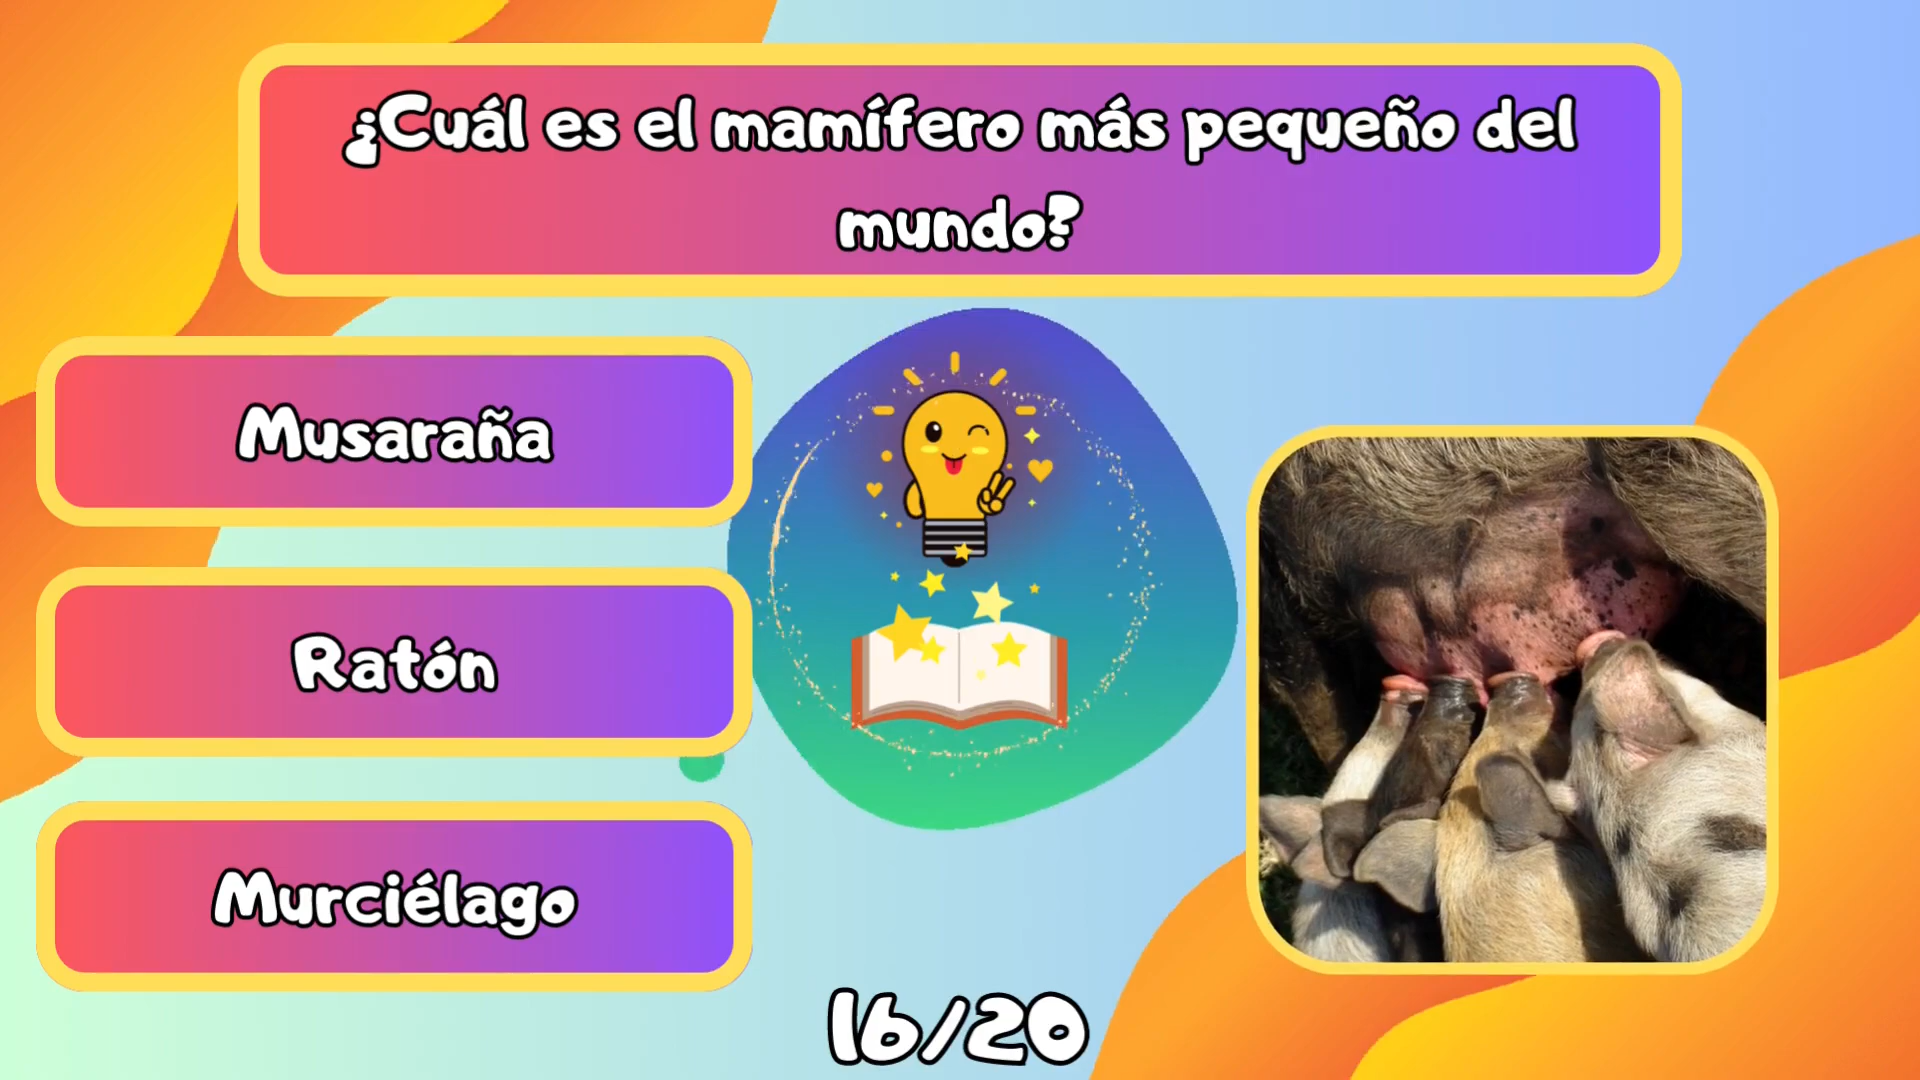 ¿Cuál es el mamífero más pequeño del
mundo?
Musaraña
Ratón
Murciélago
16/20